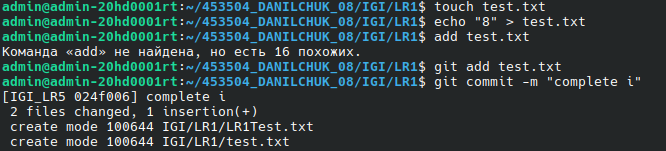 admin@admin-20hd0001rt:~/453504_DANILCHUK_08/IGI/LR1$ touch test.txt
admin@admin-20hd0001rt:~/453504_DANILCHUK_08/IGI/LR1$ echo "8" > test.txt
admin@admin-20hd0001rt:~/453504_DANILCHUK_08/IGI/LR1$ add test.txt
Команда «add» не найдена, но есть 16 похожих.
admin@admin-20hd0001rt:~/453504_DANILCHUK_08/IGI/LR1$ git add test.txt
admin@admin-20hd0001rt:~/453504_DANILCHUK_08/IGI/LR1$ git commit -m "complete i"
[IGI_LR5 024f006] complete i
 2 files changed, 1 insertion(+)
 create mode 100644 IGI/LR1/LR1Test.txt
 create mode 100644 IGI/LR1/test.txt